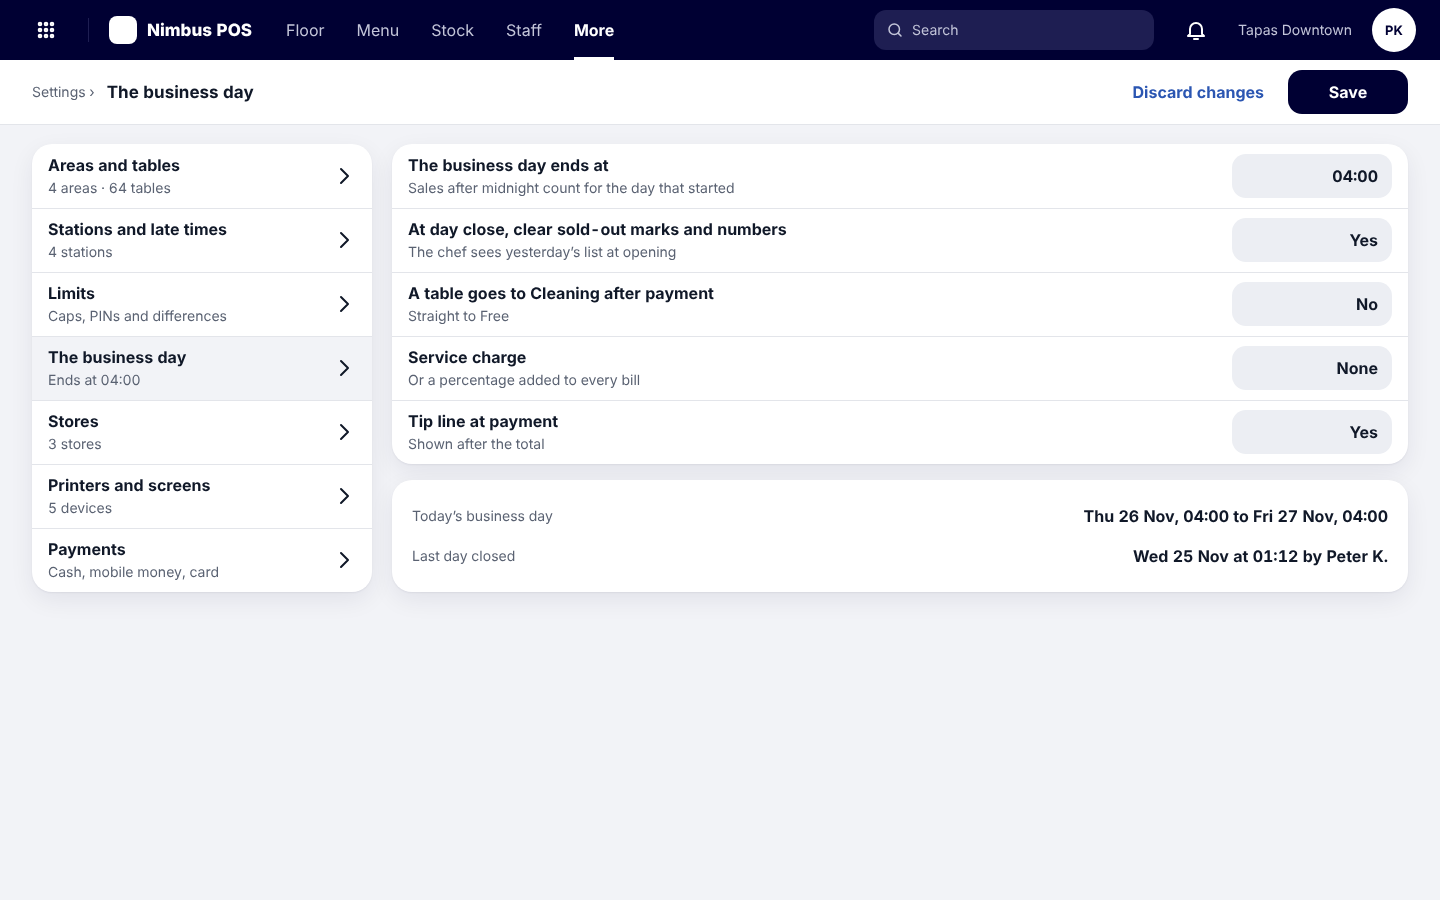 Nimbus POS
Floor
Menu
Stock
Staff
More
Search
Tapas Downtown
PK
Settings ›
The business day
Discard changes
Save
Areas and tables
4 areas · 64 tables
Stations and late times
4 stations
Limits
Caps, PINs and differences
The business day
Ends at 04:00
Stores
3 stores
Printers and screens
5 devices
Payments
Cash, mobile money, card
The business day ends at
Sales after midnight count for the day that started
04:00
At day close, clear sold-out marks and numbers
The chef sees yesterday’s list at opening
Yes
A table goes to Cleaning after payment
Straight to Free
No
Service charge
Or a percentage added to every bill
None
Tip line at payment
Shown after the total
Yes
Today’s business day
Thu 26 Nov, 04:00 to Fri 27 Nov, 04:00
Last day closed
Wed 25 Nov at 01:12 by Peter K.